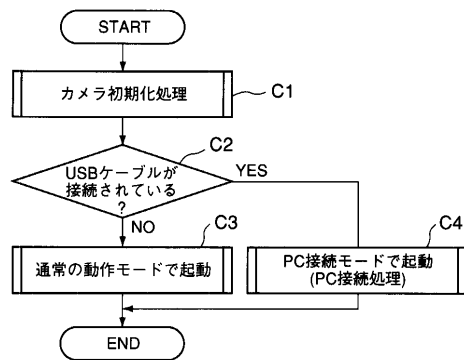 START
カメラ初期化処理
C1
C2
USBケーブルが
接続されている
?
YES
NO
C3
C4
通常の動作モードで起動
PC接続モードで起動
(PC接続処理)
END